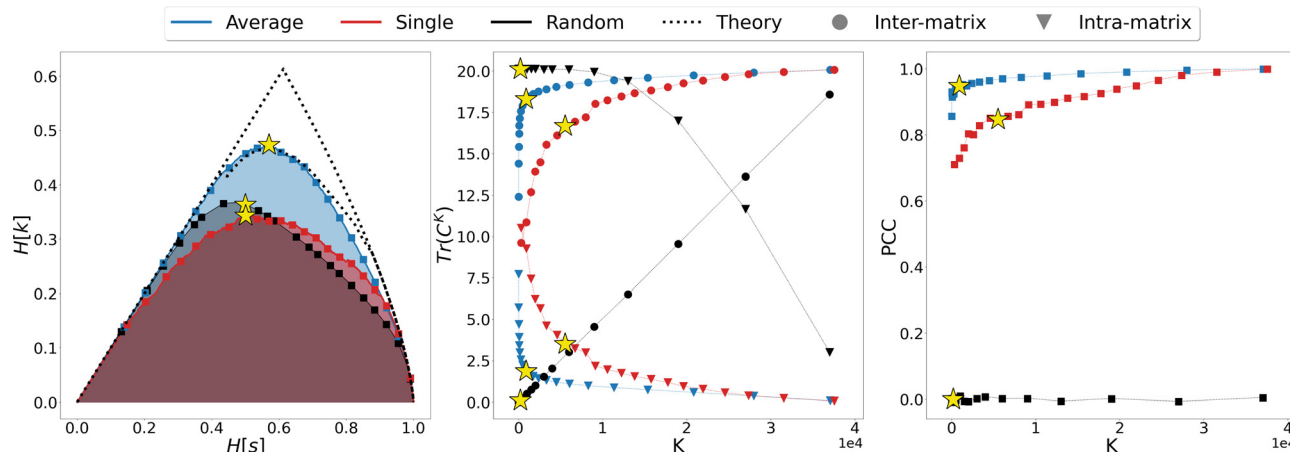 Average Single Random Theory Inter-matrix Intra-matrix
0.6
0.5
0.4
0.3
0.2
0.1
0.0
H[k]
0.0 0.2 0.4 0.6 0.8 1.0
H[s]
20.0
17.5
15.0
12.5
10.0
7.5
5.0
2.5
0.0
Tr(C^K)
0 1 2 3 4
1e4
K
1.0
0.8
0.6
0.4
0.2
0.0
PCC
0 1 2 3 4
1e4
K